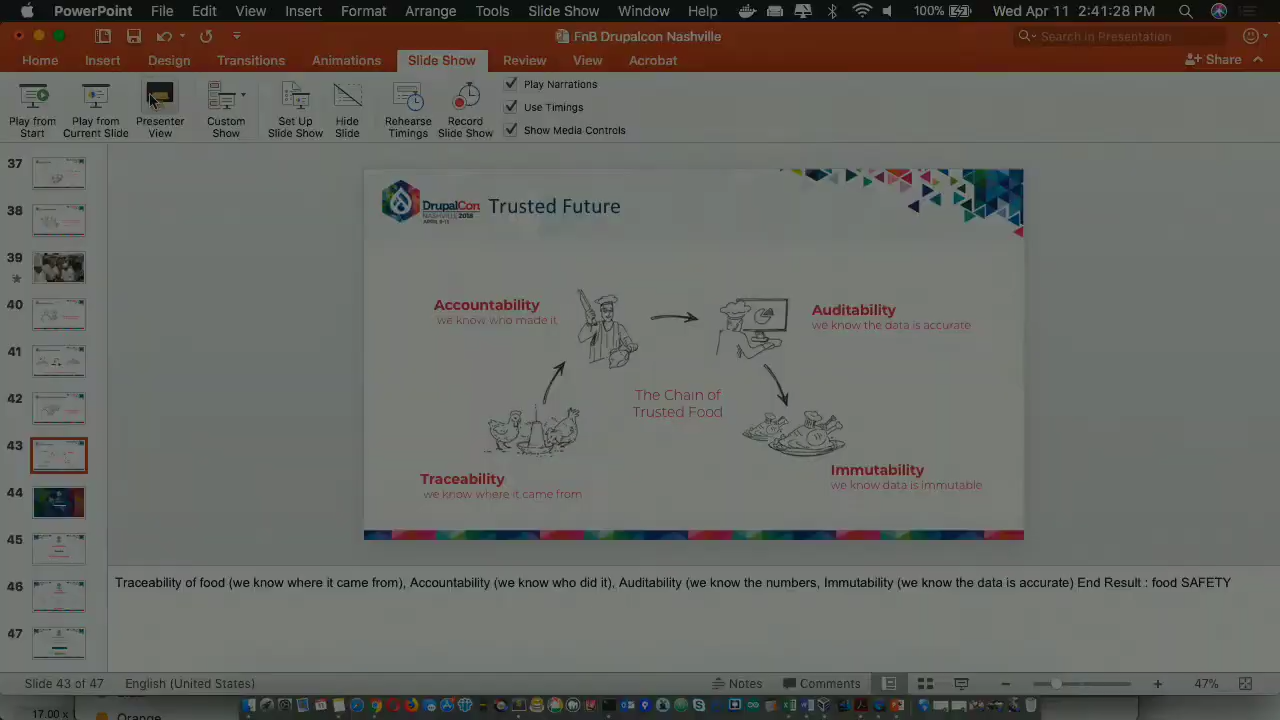 PowerPoint File Edit View Insert Format Arrange Tools Slide Show Window Help 100% Wed Apr 11 2:41:28 PM
FnB Drupalcon Nashville
Search in Presentation
Home Insert Design Transitions Animations Slide Show Review View Acrobat
Share
Play from Start
Play from Current Slide
Presenter View
Custom Show
Set Up Slide Show
Hide Slide
Rehearse Timings
Record Slide Show
Play Narrations
Use Timings
Show Media Controls
37
38
39
40
41
42
43
44
45
46
47
DrupalCon
NASHVILLE 2018
APRIL 9-13
Trusted Future
Accountability
we know who made it
Auditability
we know the data is accurate
The Chain of
Trusted Food
Traceability
we know where it came from
Immutability
we know data is immutable
Traceability of food (we know where it came from), Accountability (we know who did it), Auditability (we know the numbers, Immutability (we know the data is accurate) End Result : food SAFETY
Slide 43 of 47 English (United States) Notes Comments 47%
17.00 x
Orange